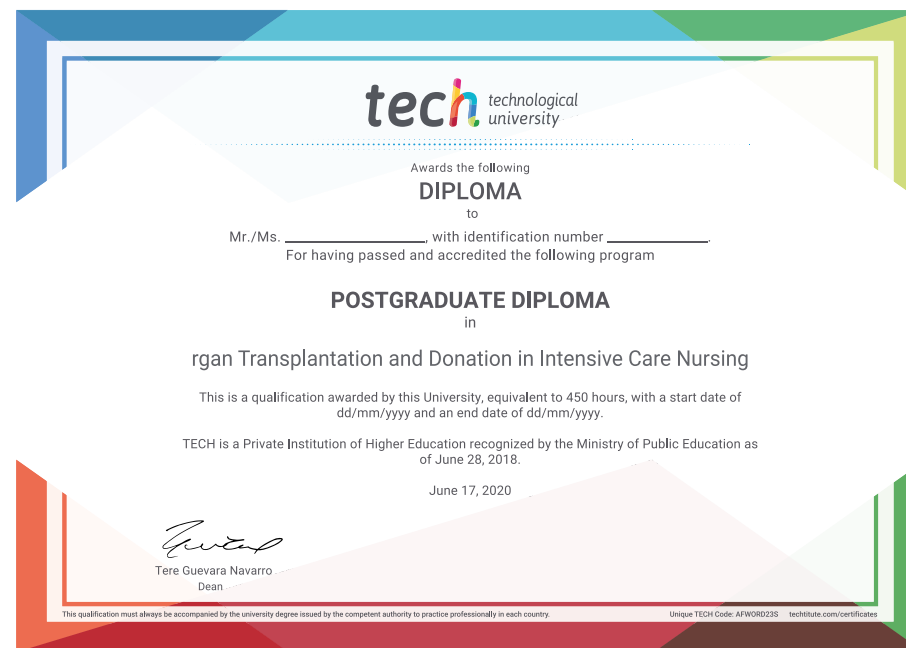 tech technological
university
Awards the following
DIPLOMA
to
Mr./Ms. ____________________, with identification number ______________.
For having passed and accredited the following program
POSTGRADUATE DIPLOMA
in
rgan Transplantation and Donation in Intensive Care Nursing
This is a qualification awarded by this University, equivalent to 450 hours, with a start date of
dd/mm/yyyy and an end date of dd/mm/yyyy.
TECH is a Private Institution of Higher Education recognized by the Ministry of Public Education as
of June 28, 2018.
June 17, 2020
Tere Guevara Navarro
Dean
This qualification must always be accompanied by the university degree issued by the competent authority to practice professionally in each country.
Unique TECH Code: AFWORD23S techtitute.com/certificates